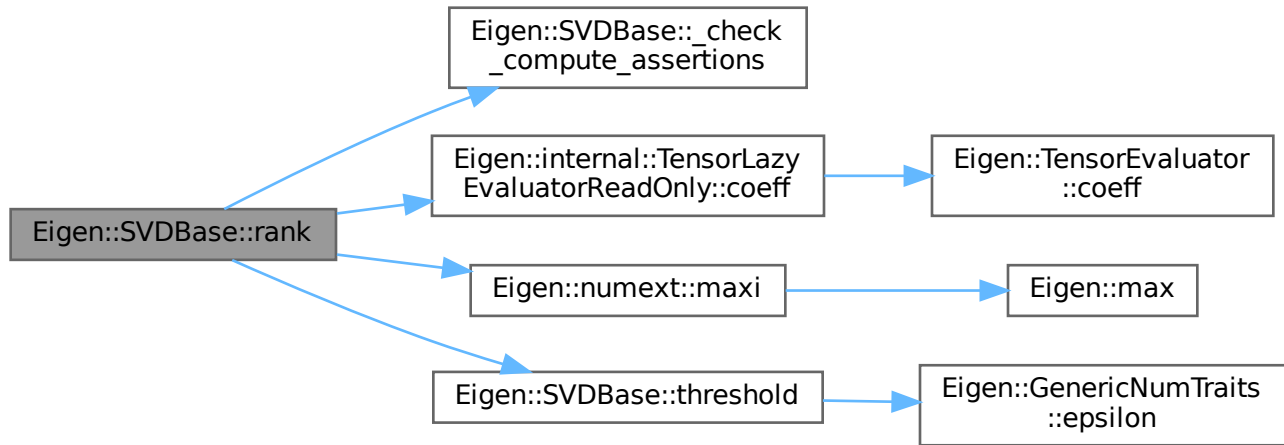 Eigen::SVDBase::rank
Eigen::SVDBase::_check
_compute_assertions
Eigen::internal::TensorLazy
EvaluatorReadOnly::coeff
Eigen::TensorEvaluator
::coeff
Eigen::numext::maxi
Eigen::max
Eigen::SVDBase::threshold
Eigen::GenericNumTraits
::epsilon